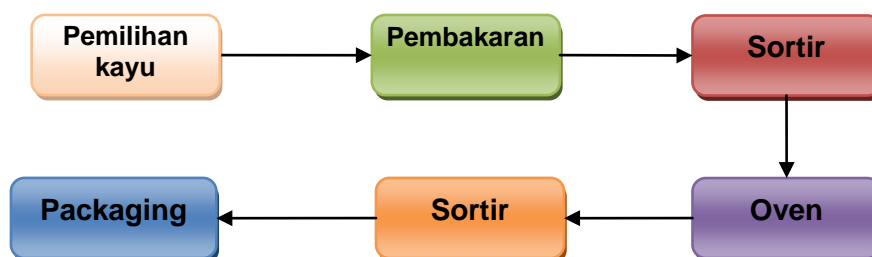 Pemilihan
kayu
Pembakaran
Sortir
Oven
Sortir
Packaging